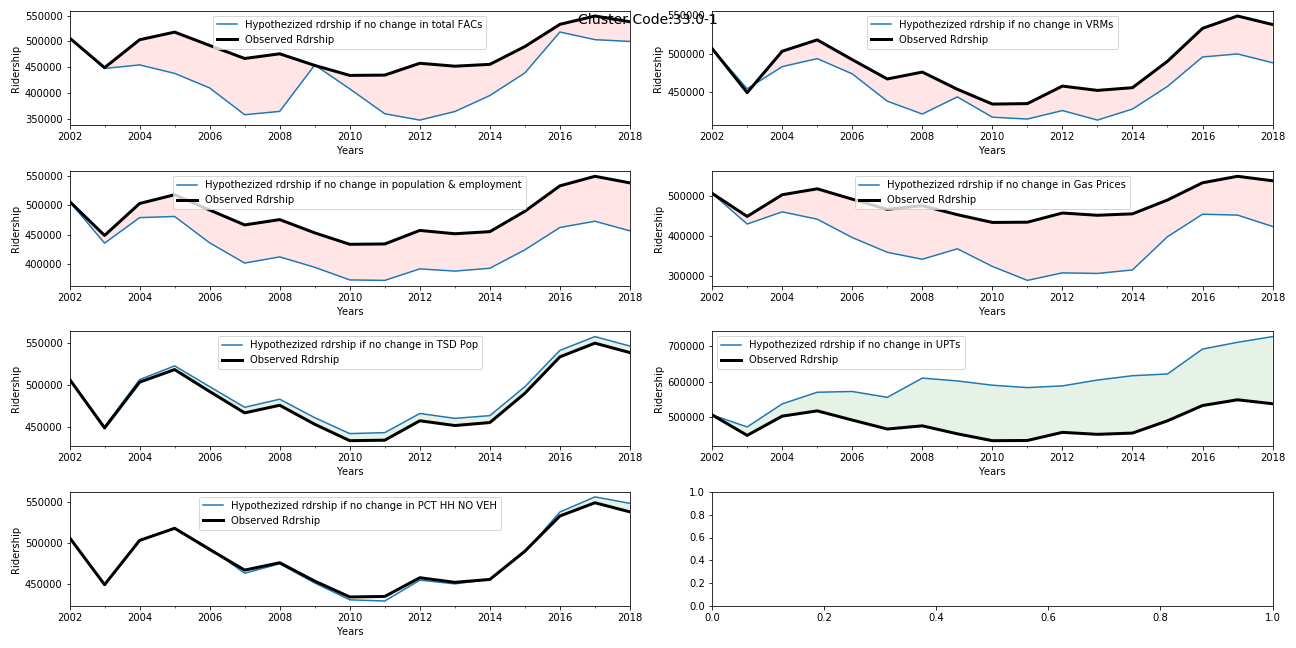 Cluster Code:33.0-1
Hypothezized rdrship if no change in total FACs
Observed Rdrship
550000
500000
450000
400000
350000
Ridership
2002 2004 2006 2008 2010 2012 2014 2016 2018
Years
Hypothezized rdrship if no change in VRMs
Observed Rdrship
550000
500000
450000
Ridership
2002 2004 2006 2008 2010 2012 2014 2016 2018
Years
Hypothezized rdrship if no change in population & employment
Observed Rdrship
550000
500000
450000
400000
Ridership
2002 2004 2006 2008 2010 2012 2014 2016 2018
Years
Hypothezized rdrship if no change in Gas Prices
Observed Rdrship
500000
400000
300000
Ridership
2002 2004 2006 2008 2010 2012 2014 2016 2018
Years
Hypothezized rdrship if no change in TSD Pop
Observed Rdrship
550000
500000
450000
Ridership
2002 2004 2006 2008 2010 2012 2014 2016 2018
Years
Hypothezized rdrship if no change in UPTs
Observed Rdrship
700000
600000
500000
Ridership
2002 2004 2006 2008 2010 2012 2014 2016 2018
Years
Hypothezized rdrship if no change in PCT HH NO VEH
Observed Rdrship
550000
500000
450000
Ridership
2002 2004 2006 2008 2010 2012 2014 2016 2018
Years
1.0
0.8
0.6
0.4
0.2
0.0
0.0 0.2 0.4 0.6 0.8 1.0